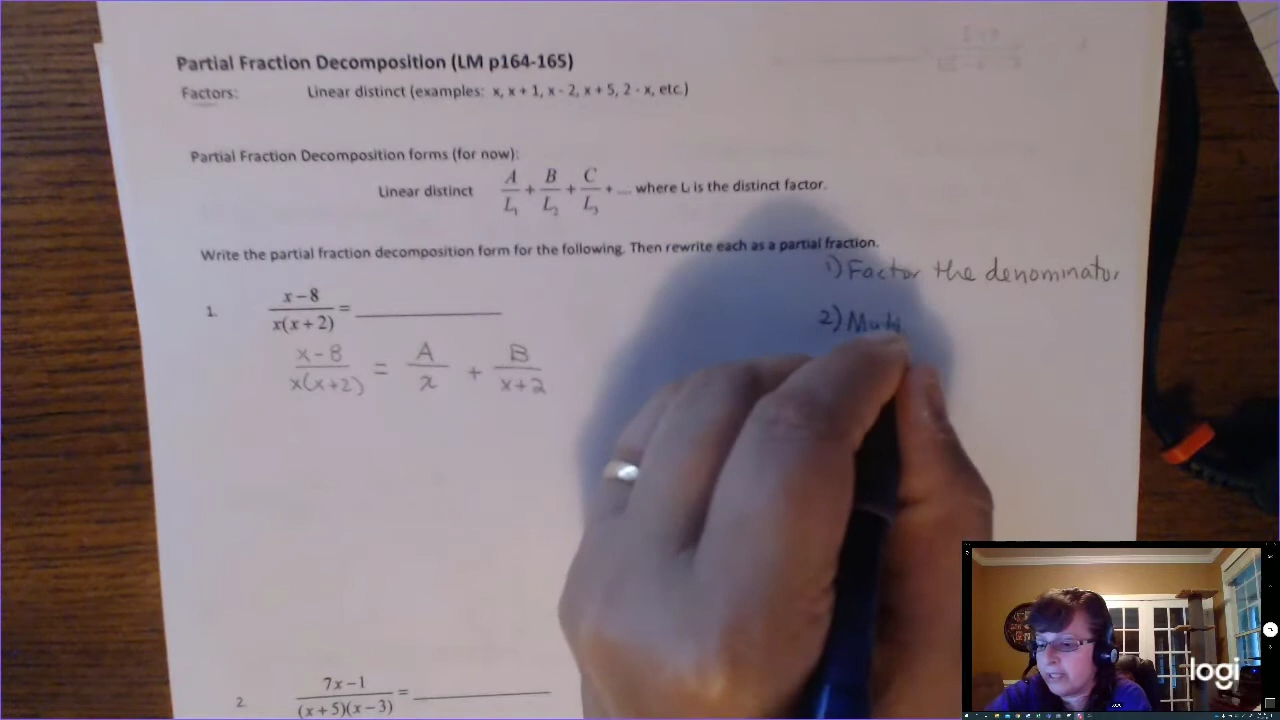 Partial Fraction Decomposition (LM p164-165)
Factors: Linear distinct (examples: x, x + 1, x - 2, x + 5, 2 - x, etc.)
Partial Fraction Decomposition forms (for now):
Linear distinct A/L₁ + B/L₂ + C/L₃ + .... where L is the distinct factor.
Write the partial fraction decomposition form for the following. Then rewrite each as a partial fraction.
1) Factor the denominator
1. x-8/x(x+2) = ____________
2) Mult
x-8/x(x+2) = A/x + B/x+2
2. 7x-1/(x+5)(x-3) = ____________
logi